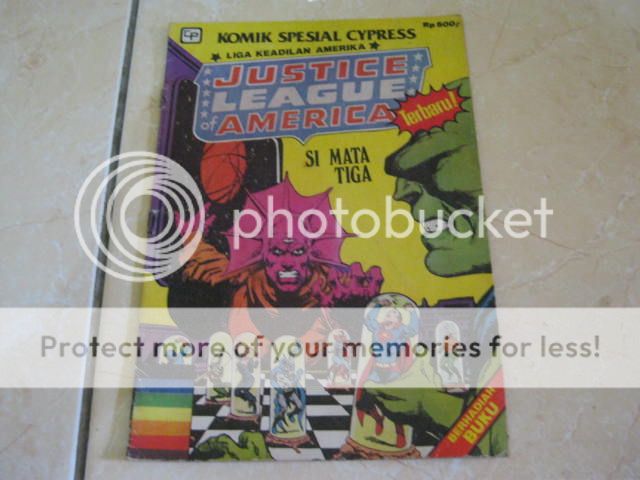 CP
KOMIK SPESIAL CYPRESS
Rp 500,-
LIGA KEADILAN AMERIKA
JUSTICE
LEAGUE
of AMERICA
Terbaru!
SI MATA
TIGA
photobucket
Protect more of your memories for less!
BERHADIAH
BUKU